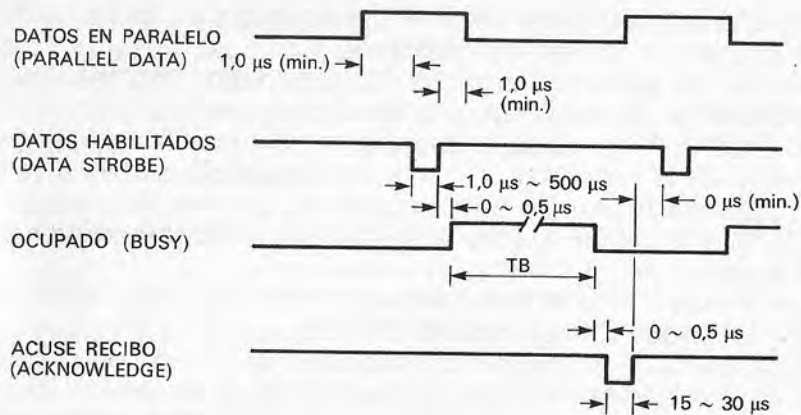 DATOS EN PARALELO
(PARALLEL DATA)
1,0 µs (min.)
1,0 µs
(min.)
DATOS HABILITADOS
(DATA STROBE)
1,0 µs ~ 500 µs
0 ~ 0,5 µs
0 µs (min.)
OCUPADO (BUSY)
TB
0 ~ 0,5 µs
ACUSE RECIBO
(ACKNOWLEDGE)
15 ~ 30 µs